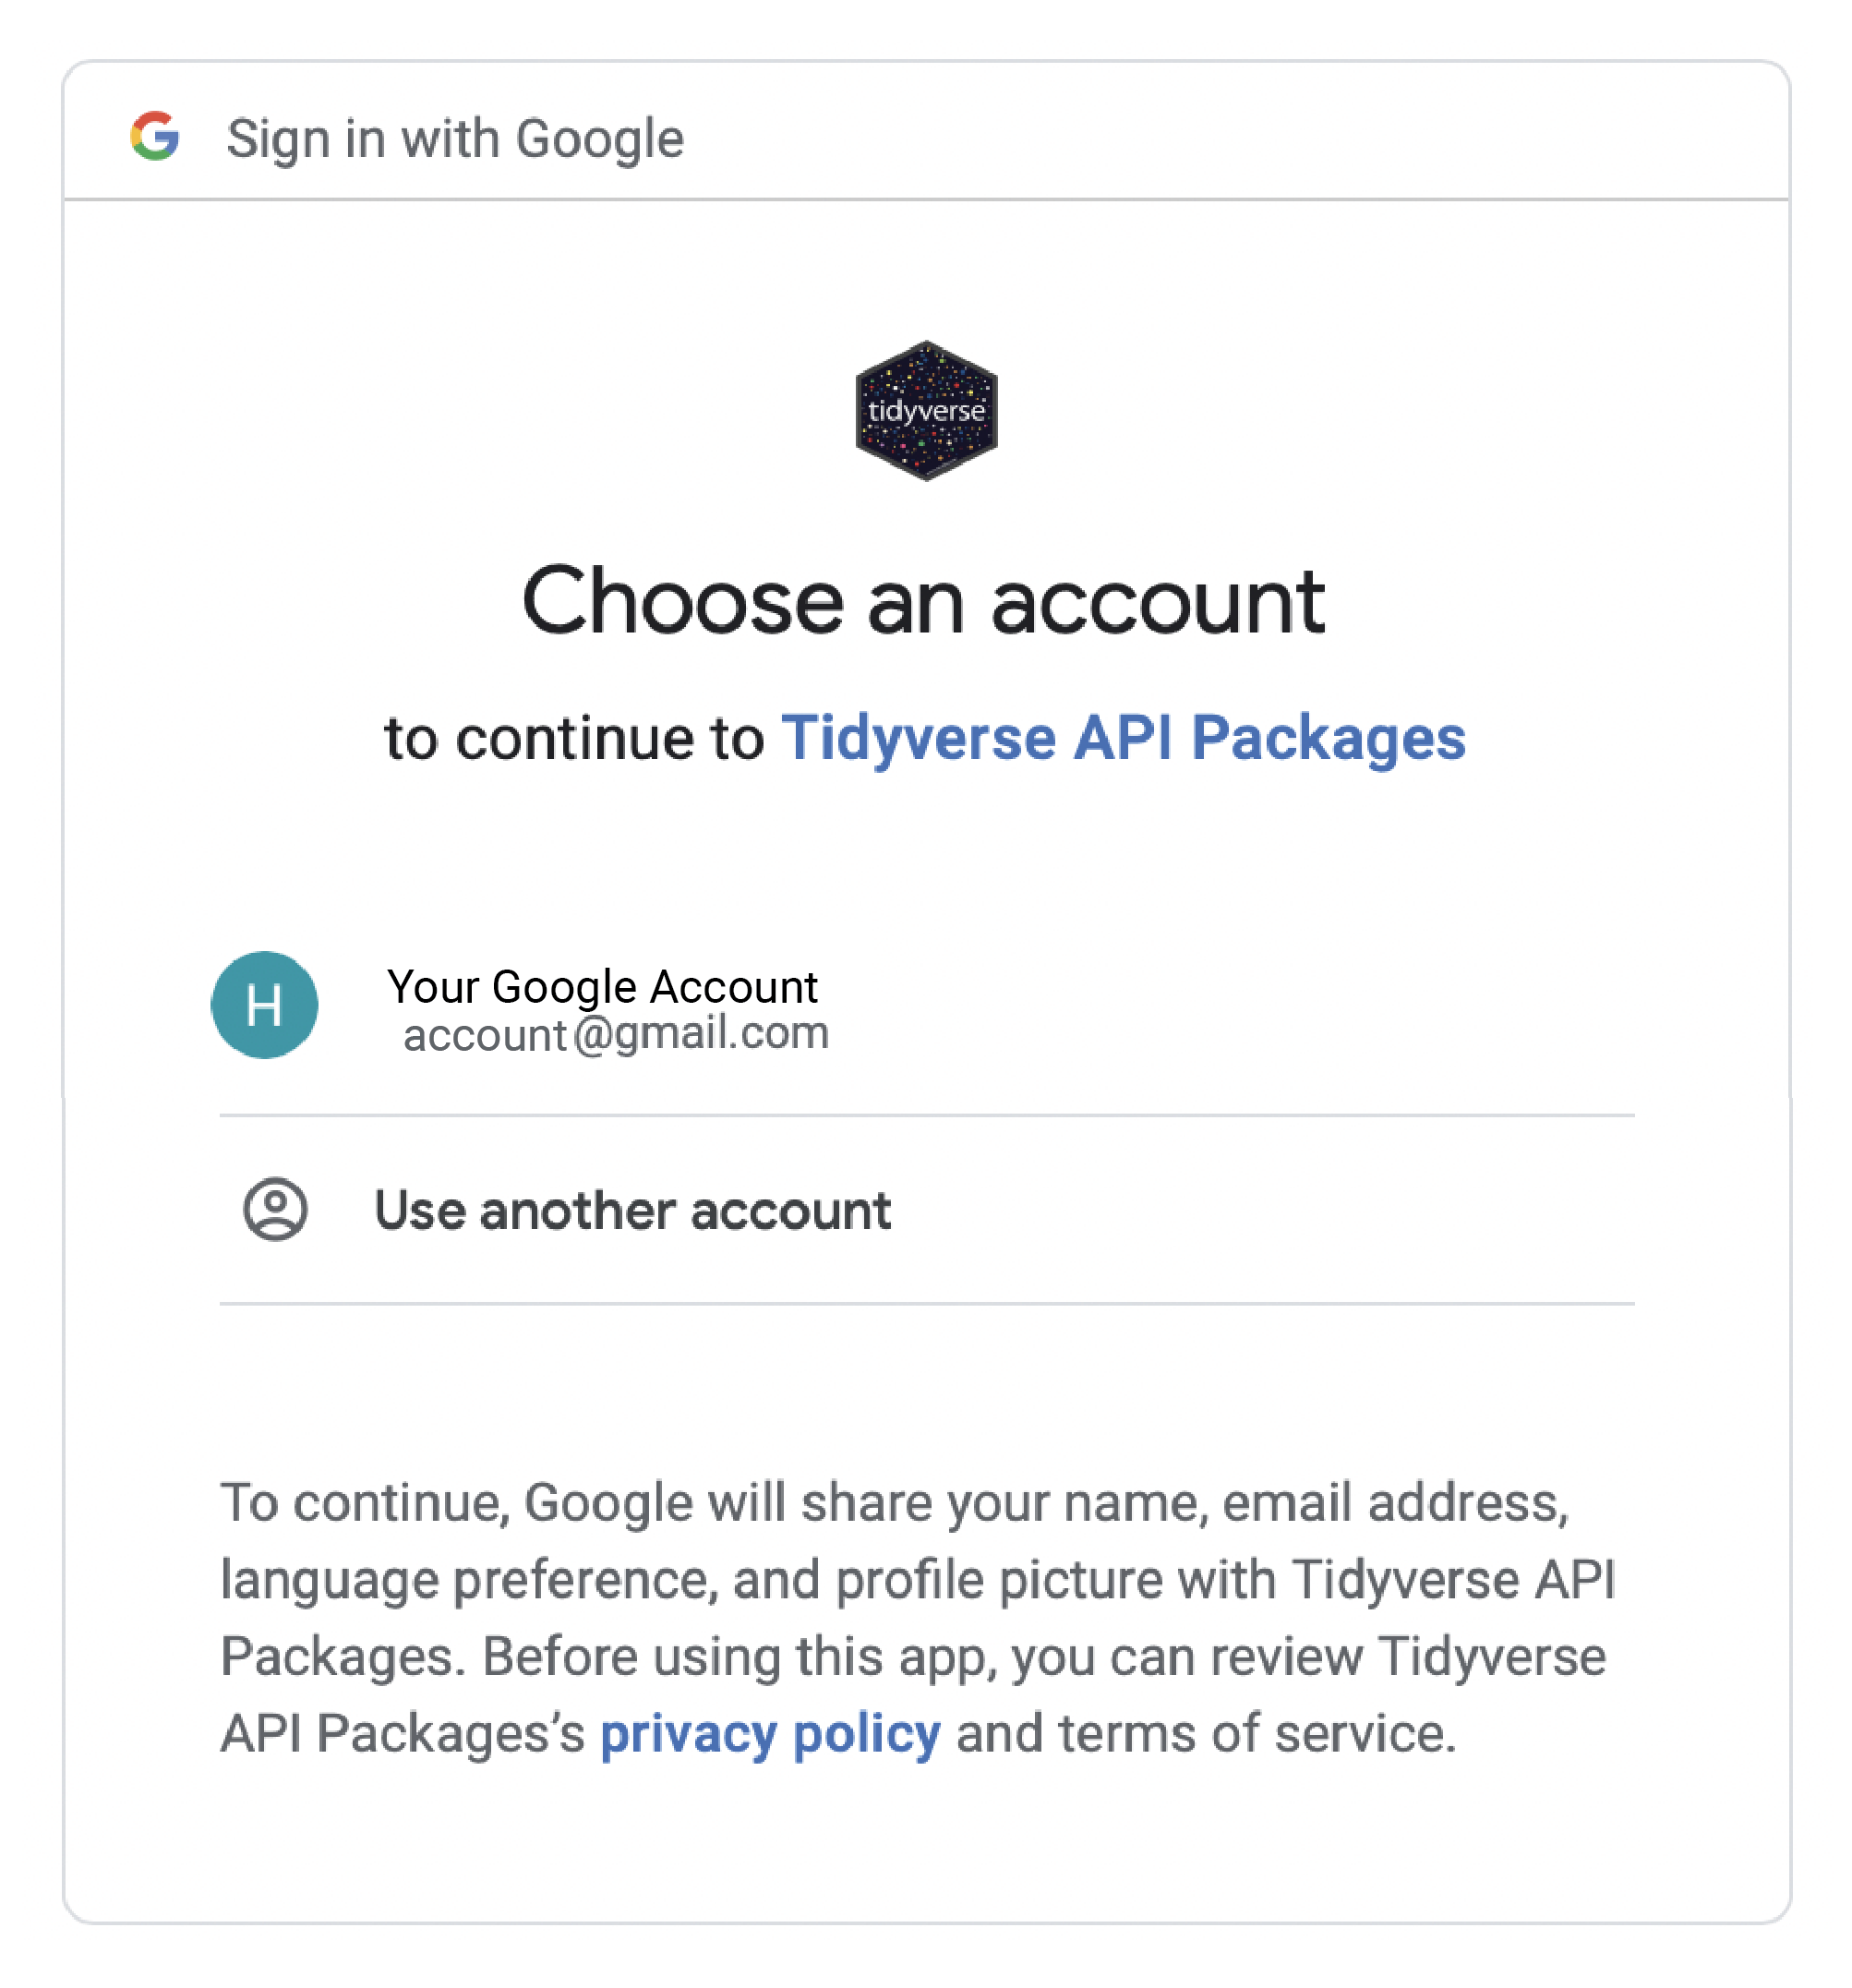 Sign in with Google
tidyverse
Choose an account
to continue to Tidyverse API Packages
H
Your Google Account
account@gmail.com
Use another account
To continue, Google will share your name, email address,
language preference, and profile picture with Tidyverse API
Packages. Before using this app, you can review Tidyverse
API Packages’s privacy policy and terms of service.